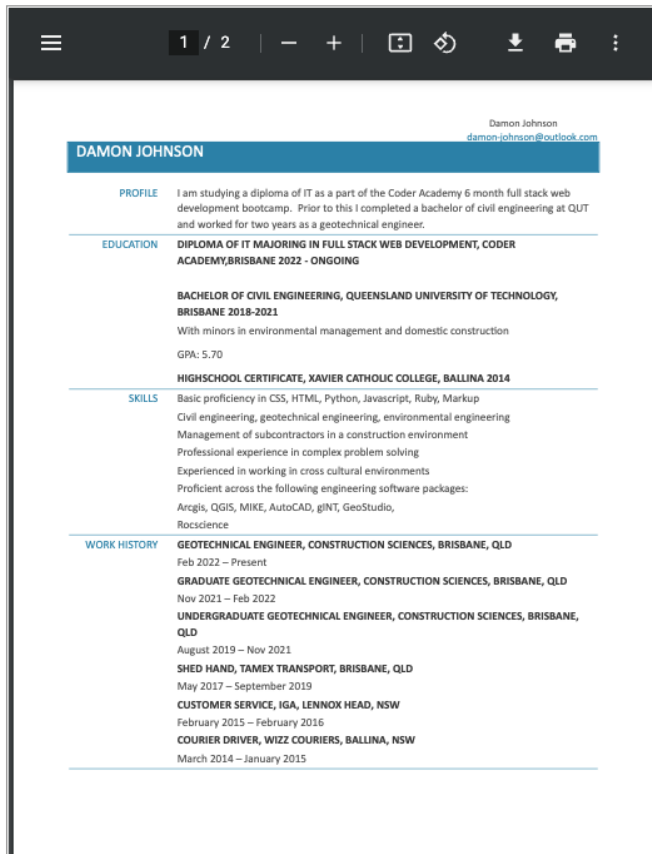 1 / 2
Damon Johnson
damon-johnson@outlook.com
DAMON JOHNSON
PROFILE I am studying a diploma of IT as a part of the Coder Academy 6 month full stack web
development bootcamp. Prior to this I completed a bachelor of civil engineering at QUT
and worked for two years as a geotechnical engineer.
EDUCATION DIPLOMA OF IT MAJORING IN FULL STACK WEB DEVELOPMENT, CODER
ACADEMY,BRISBANE 2022 - ONGOING
BACHELOR OF CIVIL ENGINEERING, QUEENSLAND UNIVERSITY OF TECHNOLOGY,
BRISBANE 2018-2021
With minors in environmental management and domestic construction
GPA: 5.70
HIGHSCHOOL CERTIFICATE, XAVIER CATHOLIC COLLEGE, BALLINA 2014
SKILLS Basic proficiency in CSS, HTML, Python, Javascript, Ruby, Markup
Civil engineering, geotechnical engineering, environmental engineering
Management of subcontractors in a construction environment
Professional experience in complex problem solving
Experienced in working in cross cultural environments
Proficient across the following engineering software packages:
Arcgis, QGIS, MIKE, AutoCAD, gINT, GeoStudio,
Rocscience
WORK HISTORY GEOTECHNICAL ENGINEER, CONSTRUCTION SCIENCES, BRISBANE, QLD
Feb 2022 – Present
GRADUATE GEOTECHNICAL ENGINEER, CONSTRUCTION SCIENCES, BRISBANE, QLD
Nov 2021 – Feb 2022
UNDERGRADUATE GEOTECHNICAL ENGINEER, CONSTRUCTION SCIENCES, BRISBANE,
QLD
August 2019 – Nov 2021
SHED HAND, TAMEX TRANSPORT, BRISBANE, QLD
May 2017 – September 2019
CUSTOMER SERVICE, IGA, LENNOX HEAD, NSW
February 2015 – February 2016
COURIER DRIVER, WIZZ COURIERS, BALLINA, NSW
March 2014 – January 2015